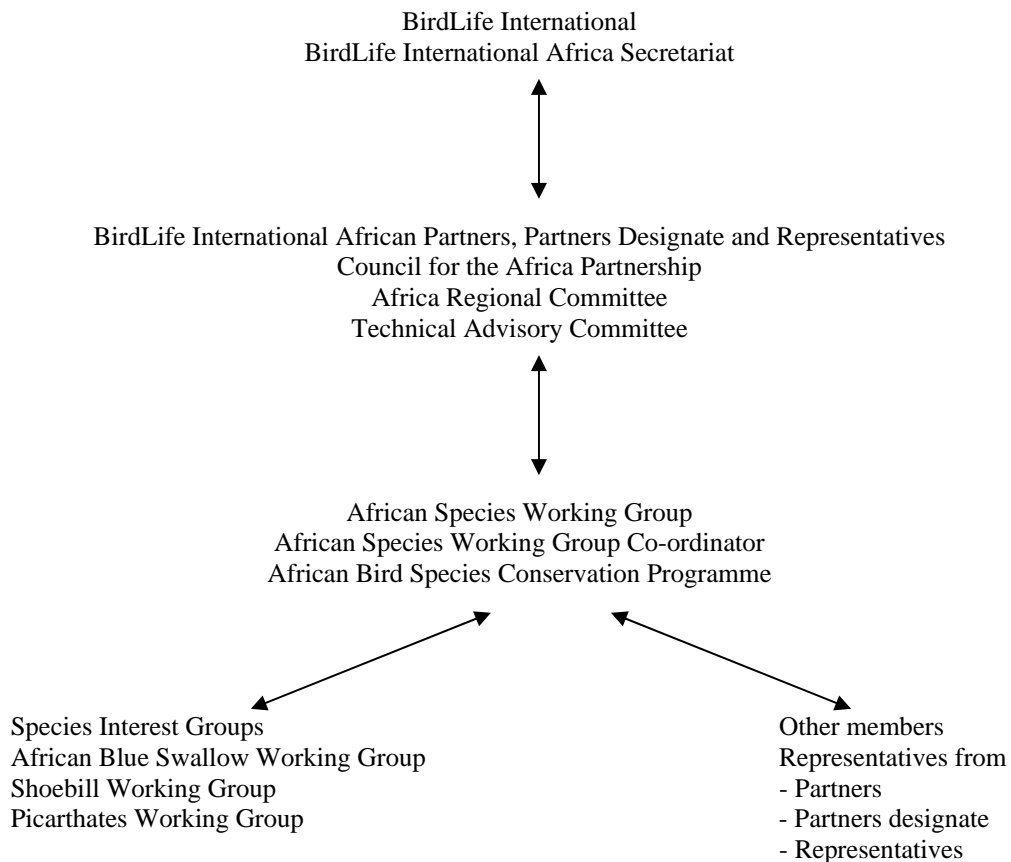 BirdLife International
BirdLife International Africa Secretariat
BirdLife International African Partners, Partners Designate and Representatives
Council for the Africa Partnership
Africa Regional Committee
Technical Advisory Committee
African Species Working Group
African Species Working Group Co-ordinator
African Bird Species Conservation Programme
Species Interest Groups
African Blue Swallow Working Group
Shoebill Working Group
Picarthates Working Group
Other members
Representatives from
- Partners
- Partners designate
- Representatives